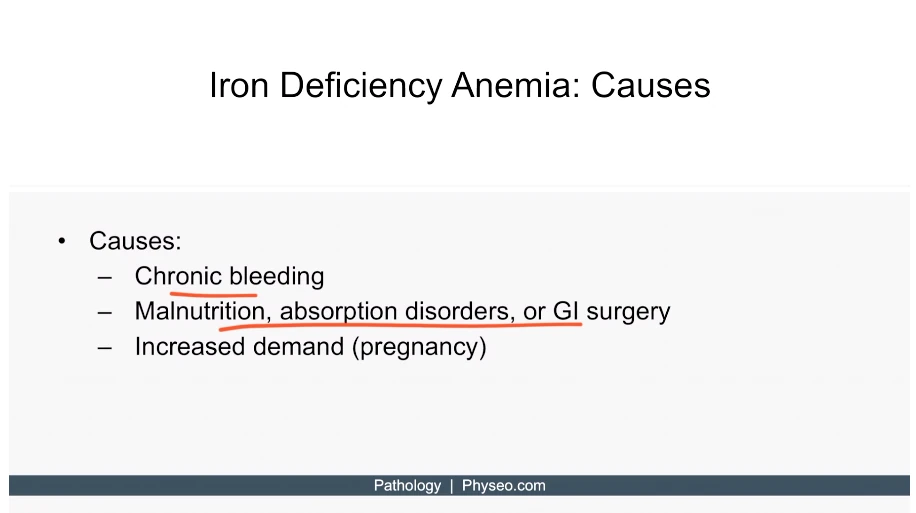 Iron Deficiency Anemia: Causes
• Causes:
– Chronic bleeding
– Malnutrition, absorption disorders, or GI surgery
– Increased demand (pregnancy)
Pathology | Physeo.com